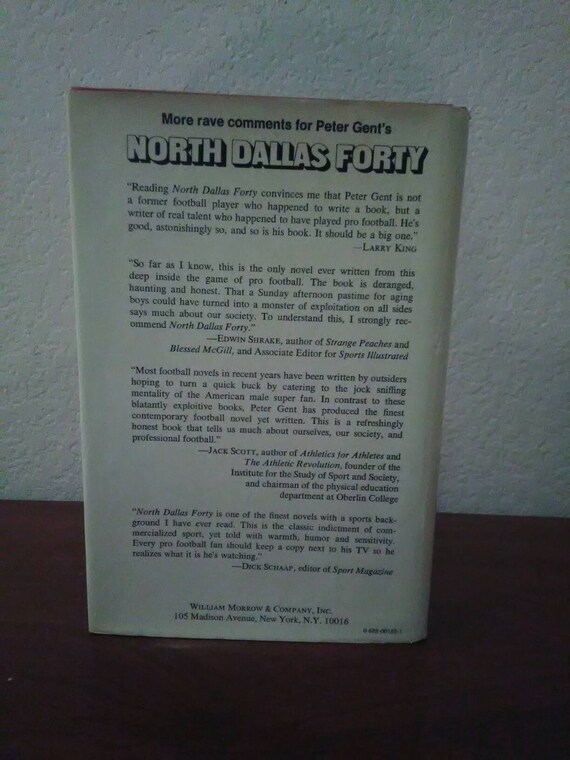 More rave comments for Peter Gent's
NORTH DALLAS FORTY
"Reading North Dallas Forty convinces me that Peter Gent is not
a former football player who happened to write a book, but a
writer of real talent who happened to have played pro football. He's
good, astonishingly so, and so is his book. It should be a big one."
—LARRY KING
"So far as I know, this is the only novel ever written from this
deep inside the game of pro football. The book is deranged,
haunting and honest. That a Sunday afternoon pastime for aging
boys could have turned into a monster of exploitation on all sides
says much about our society. To understand this, I strongly rec-
ommend North Dallas Forty."
—EDWIN SHRAKE, author of Strange Peaches and
Blessed McGill, and Associate Editor for Sports Illustrated
"Most football novels in recent years have been written by outsiders
hoping to turn a quick buck by catering to the jock sniffing
mentality of the American male super fan. In contrast to these
blatantly exploitive books, Peter Gent has produced the finest
contemporary football novel yet written. This is a refreshingly
honest book that tells us much about ourselves, our society, and
professional football."
—JACK SCOTT, author of Athletics for Athletes and
The Athletic Revolution, founder of the
Institute for the Study of Sport and Society,
and chairman of the physical education
department at Oberlin College
"North Dallas Forty is one of the finest novels with a sports back-
ground I have ever read. This is the classic indictment of com-
mercialized sport, yet told with warmth, humor and sensitivity.
Every pro football fan should keep a copy next to his TV so he
realizes what it is he's watching."
—DICK SCHAAP, editor of Sport Magazine
WILLIAM MORROW & COMPANY, INC.
105 Madison Avenue, New York, N.Y. 10016